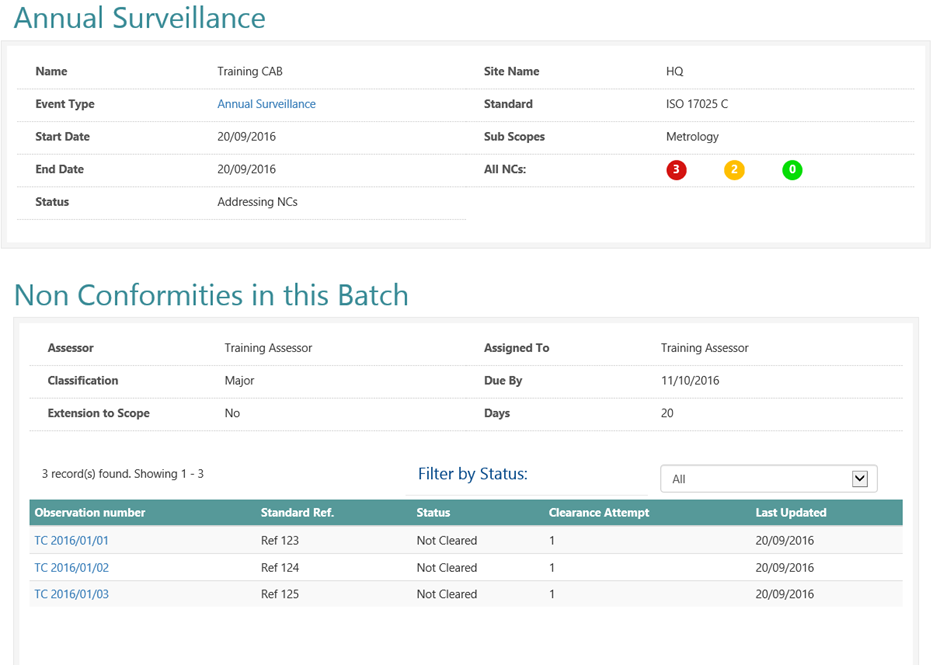 Annual Surveillance
Name Training CAB Site Name HQ
Event Type Annual Surveillance Standard ISO 17025 C
Start Date 20/09/2016 Sub Scopes Metrology
End Date 20/09/2016 All NCs: 3 2 0
Status Addressing NCs
Non Conformities in this Batch
Assessor Training Assessor Assigned To Training Assessor
Classification Major Due By 11/10/2016
Extension to Scope No Days 20
3 record(s) found. Showing 1 - 3 Filter by Status: All
Observation number Standard Ref. Status Clearance Attempt Last Updated
TC 2016/01/01 Ref 123 Not Cleared 1 20/09/2016
TC 2016/01/02 Ref 124 Not Cleared 1 20/09/2016
TC 2016/01/03 Ref 125 Not Cleared 1 20/09/2016